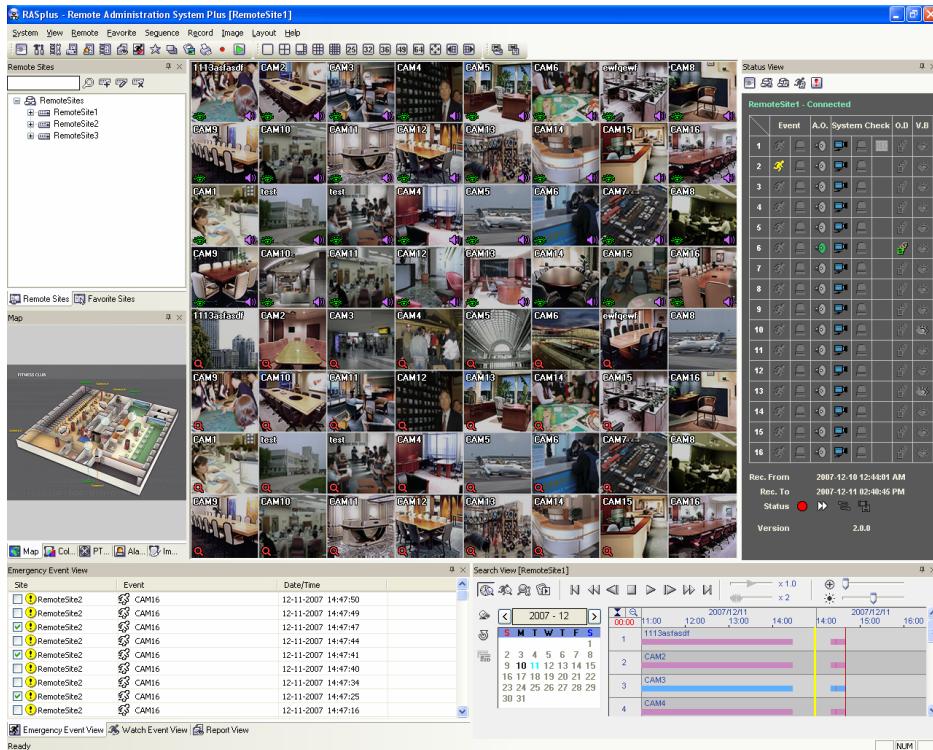 RASplus - Remote Administration System Plus [RemoteSite1]
System View Remote Favorite Sequence Record Image Layout Help
25 32 36 49 64
Remote Sites
RemoteSites
RemoteSite1
RemoteSite2
RemoteSite3
Remote Sites Favorite Sites
Map
FITNESS CLUB
Map Col... PT... Ala... Im...
1113asfasdf CAM2 CAM3 CAM4 CAM5 CAM6 ewfqewf CAM8
CAM9 CAM10 CAM11 CAM12 CAM13 CAM14 CAM15 CAM16
CAM1 test test CAM4 CAM5 CAM6 CAM7 CAM8
CAM9 CAM10 CAM11 CAM12 CAM13 CAM14 CAM15 CAM16
1113asfasdf CAM2 CAM3 CAM4 CAM5 CAM6 ewfqewf CAM8
CAM9 CAM10 CAM11 CAM12 CAM13 CAM14 CAM15 CAM16
CAM1 test test CAM4 CAM5 CAM6 CAM7 CAM8
CAM9 CAM10 CAM11 CAM12 CAM13 CAM14 CAM15 CAM16
Status View
RemoteSite1 - Connected
Event A.O. System Check O.D V.B
1
2
3
4
5
6
7
8
9
10
11
12
13
14
15
16
Rec. From 2007-12-10 12:44:01 AM
Rec. To 2007-12-11 02:40:45 PM
Status
Version 2.0.0
Emergency Event View
Site Event Date/Time
RemoteSite2 CAM16 12-11-2007 14:47:50
RemoteSite2 CAM16 12-11-2007 14:47:49
RemoteSite2 CAM16 12-11-2007 14:47:47
RemoteSite2 CAM16 12-11-2007 14:47:44
RemoteSite2 CAM16 12-11-2007 14:47:41
RemoteSite2 CAM16 12-11-2007 14:47:40
RemoteSite2 CAM16 12-11-2007 14:47:34
RemoteSite2 CAM16 12-11-2007 14:47:25
RemoteSite2 CAM16 12-11-2007 14:47:16
Emergency Event View Watch Event View Report View
Search View [RemoteSite1]
x 1.0
x 2
2007 - 12
S M T W T F S
1
2 3 4 5 6 7 8
9 10 11 12 13 14 15
16 17 18 19 20 21 22
23 24 25 26 27 28 29
30 31
2007/12/11 2007/12/11
00:00 11:00 12:00 13:00 14:00 15:00 16:00
1 1113asfasdf
2 CAM2
3 CAM3
4 CAM4
Ready NUM